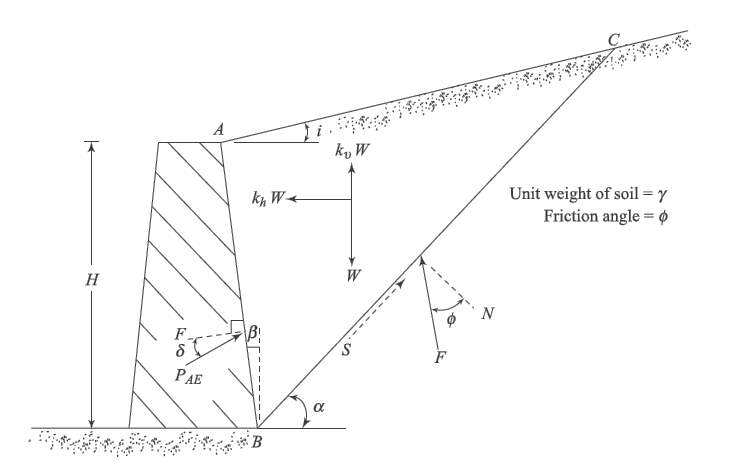 C
A
i
k_v W
k_h W
Unit weight of soil = γ
Friction angle = ϕ
H
W
F
β
δ
P_AE
S
ϕ
N
F
α
B